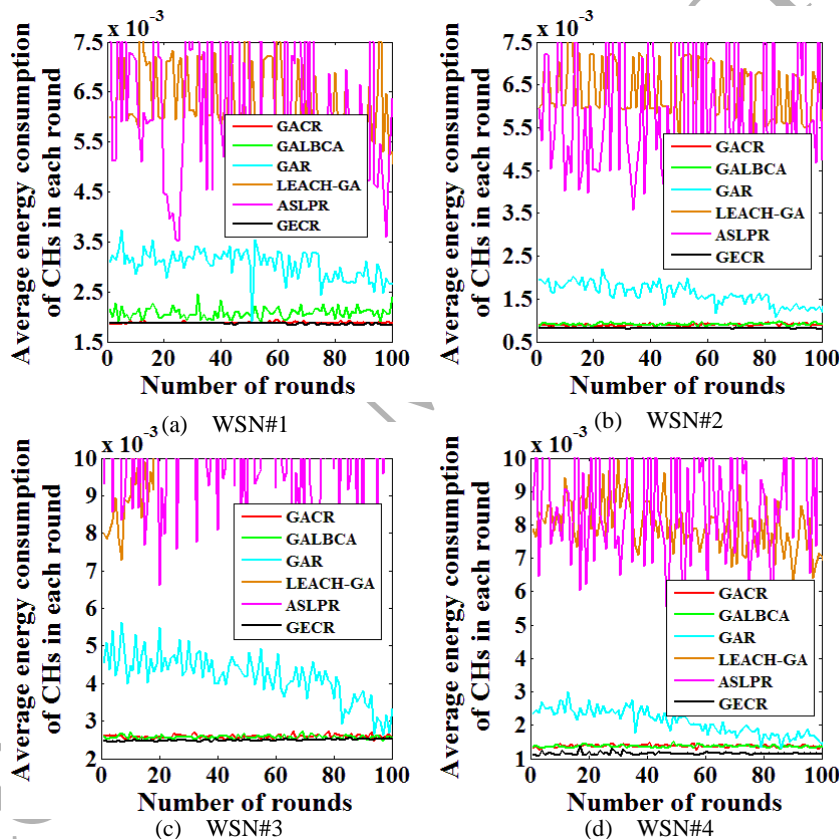 x 10⁻³
7.5
6.5
5.5
4.5
3.5
2.5
1.5
0 20 40 60 80 100
Average energy consumption
of CHs in each round
Number of rounds
GACR
GALBCA
GAR
LEACH-GA
ASLPR
GECR
(a) WSN#1
x 10⁻³
7.5
6.5
5.5
4.5
3.5
2.5
1.5
0.5
0 20 40 60 80 100
Average energy consumption
of CHs in each round
Number of rounds
GACR
GALBCA
GAR
LEACH-GA
ASLPR
GECR
(b) WSN#2
x 10⁻³
10
9
8
7
6
5
4
3
2
0 20 40 60 80 100
Average energy consumption
of CHs in each round
Number of rounds
GACR
GALBCA
GAR
LEACH-GA
ASLPR
GECR
(c) WSN#3
x 10⁻³
10
9
8
7
6
5
4
3
2
1
0 20 40 60 80 100
Average energy consumption
of CHs in each round
Number of rounds
GACR
GALBCA
GAR
LEACH-GA
ASLPR
GECR
(d) WSN#4